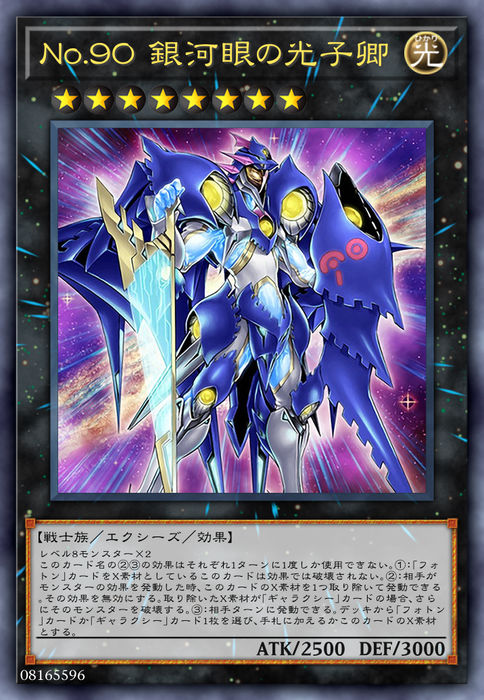 No.90 銀河眼の光子卿
ひかり
光
【戦士族／エクシーズ／効果】
レベル8モンスター×2
このカード名の②③の効果はそれぞれ1ターンに1度しか使用できない。①：「フォ
トン」カードをX素材としているこのカードは効果では破壊されない。②：相手が
モンスターの効果を発動した時、このカードのX素材を1つ取り除いて発動できる
。その効果を無効にする。取り除いたX素材が「ギャラクシー」カードの場合、さら
にそのモンスターを破壊する。③：相手ターンに発動できる。デッキから「フォトン
」カードか「ギャラクシー」カード1枚を選び、手札に加えるかこのカードのX素材
とする。
ATK/2500 DEF/3000
08165596